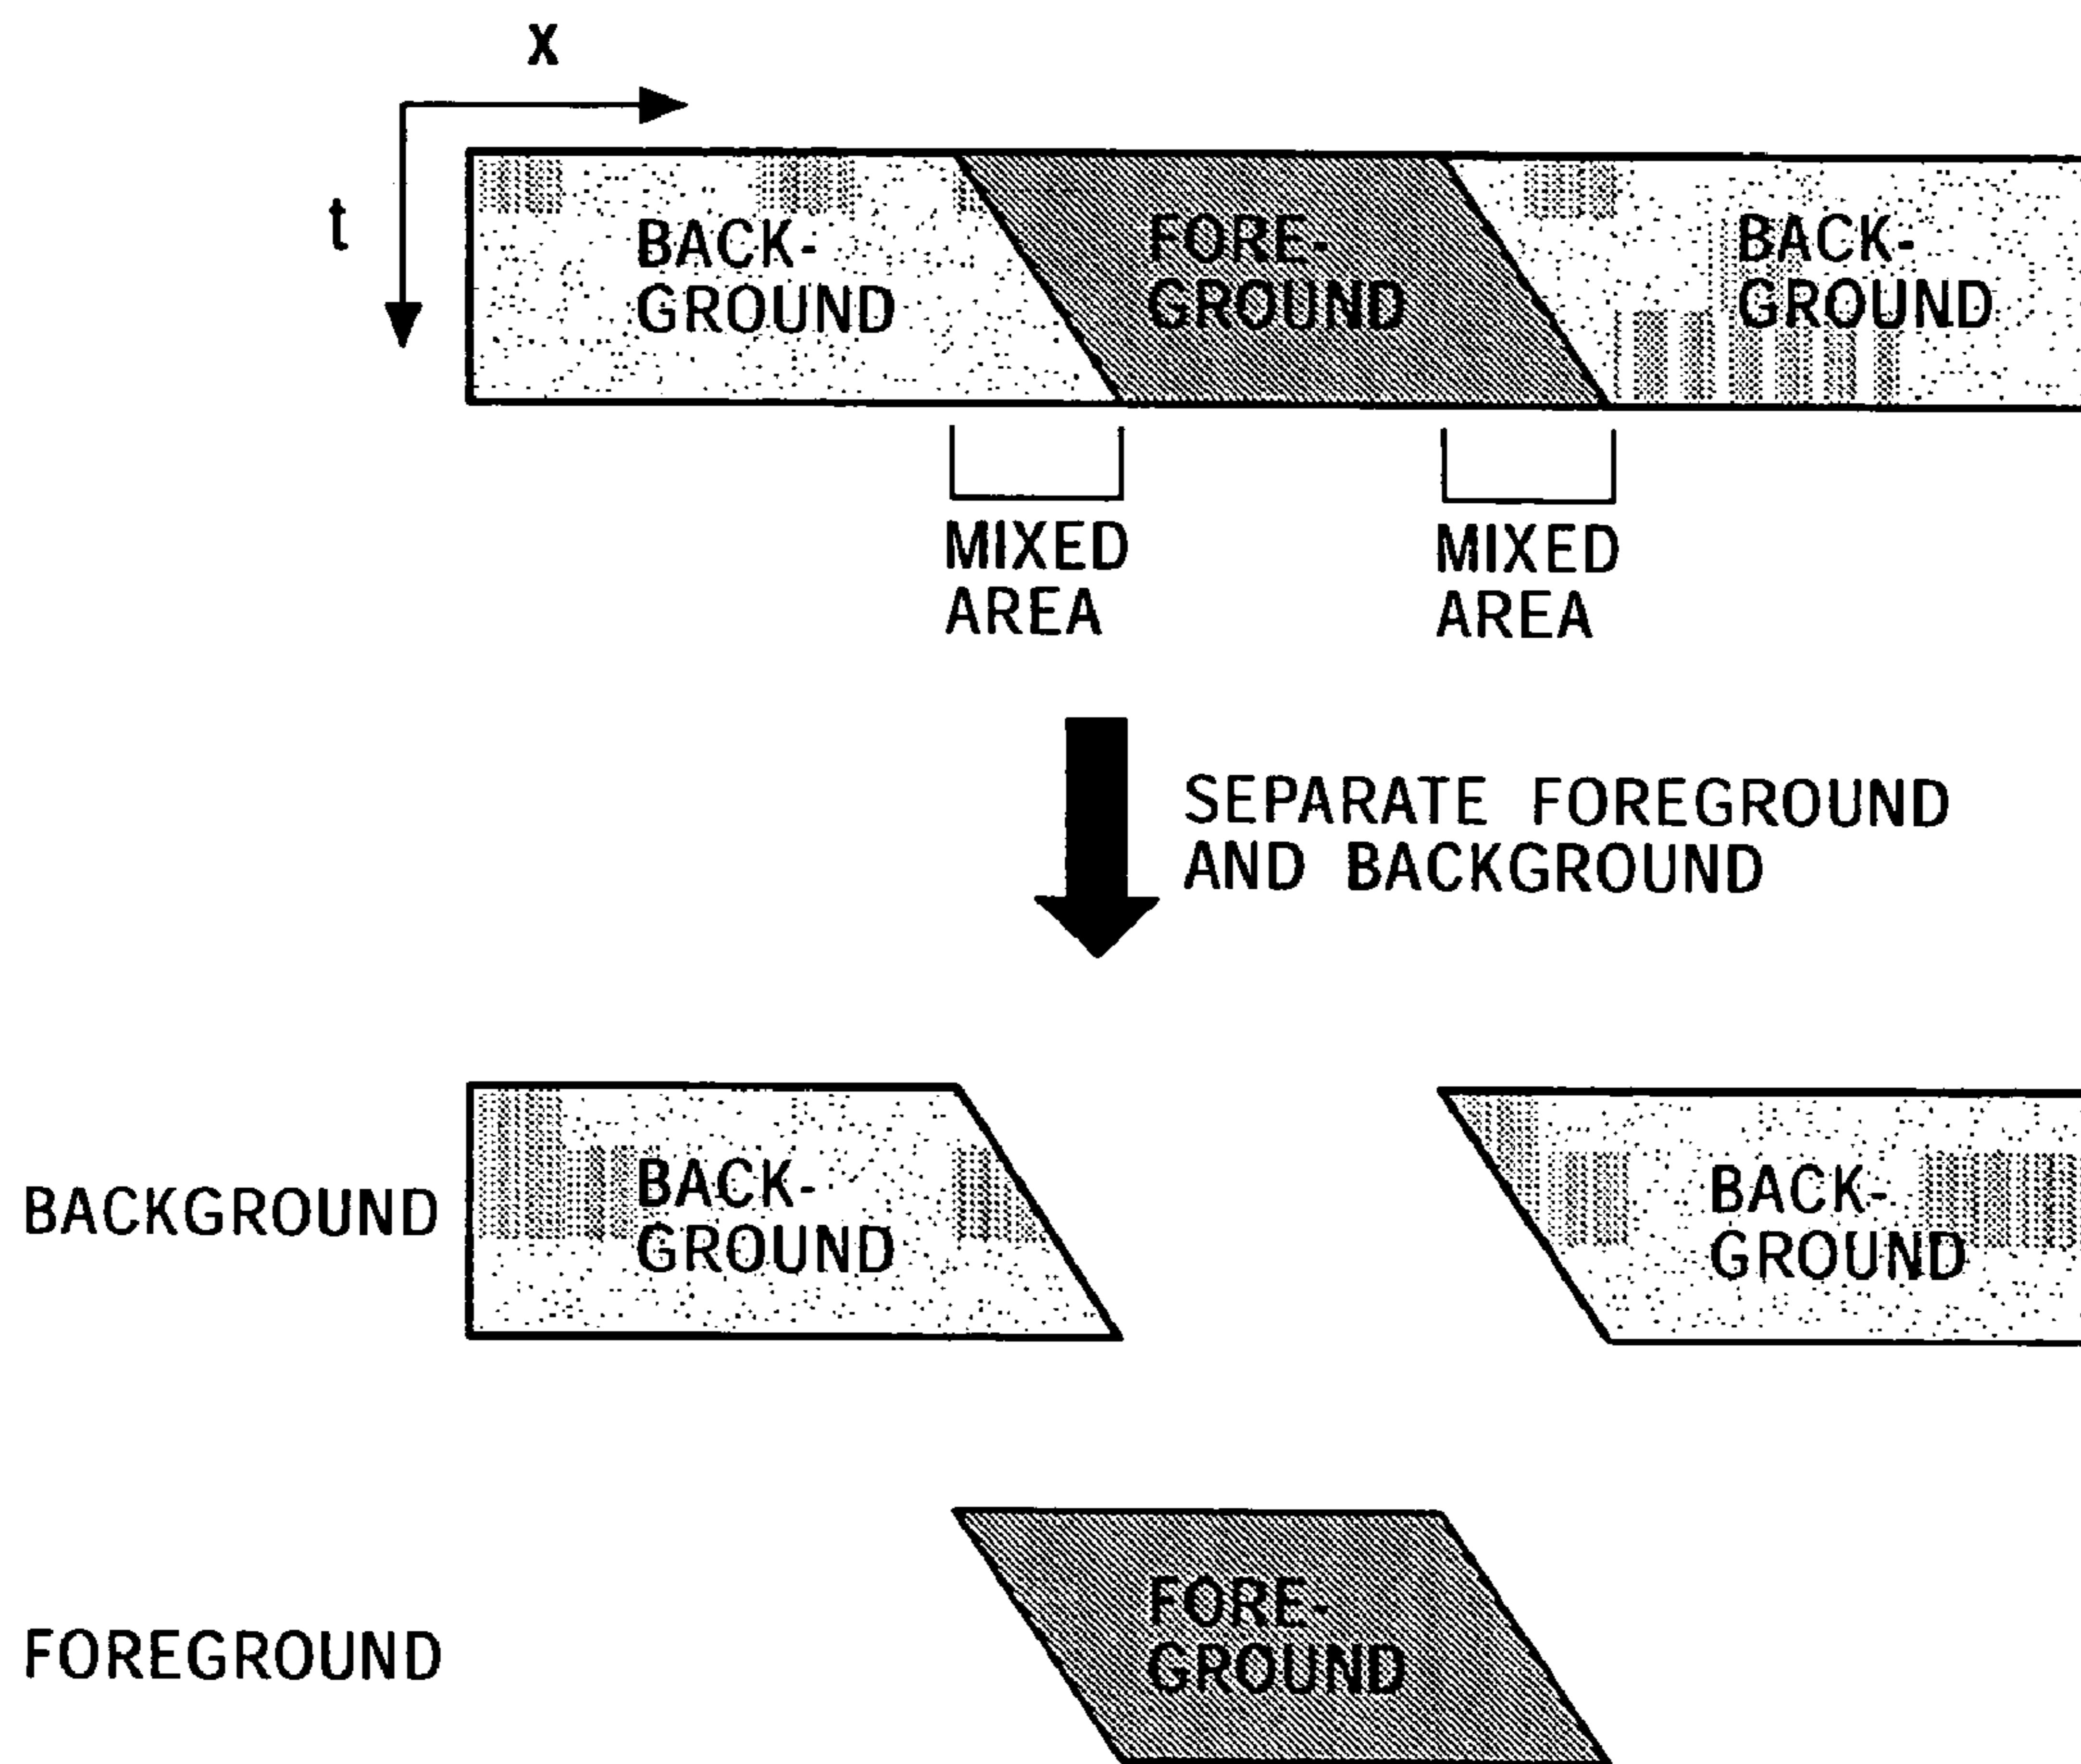 x
t
BACK-
GROUND
FORE-
GROUND
BACK-
GROUND
MIXED
AREA
MIXED
AREA
SEPARATE FOREGROUND
AND BACKGROUND
BACKGROUND
BACK-
GROUND
BACK-
GROUND
FOREGROUND
FORE-
GROUND